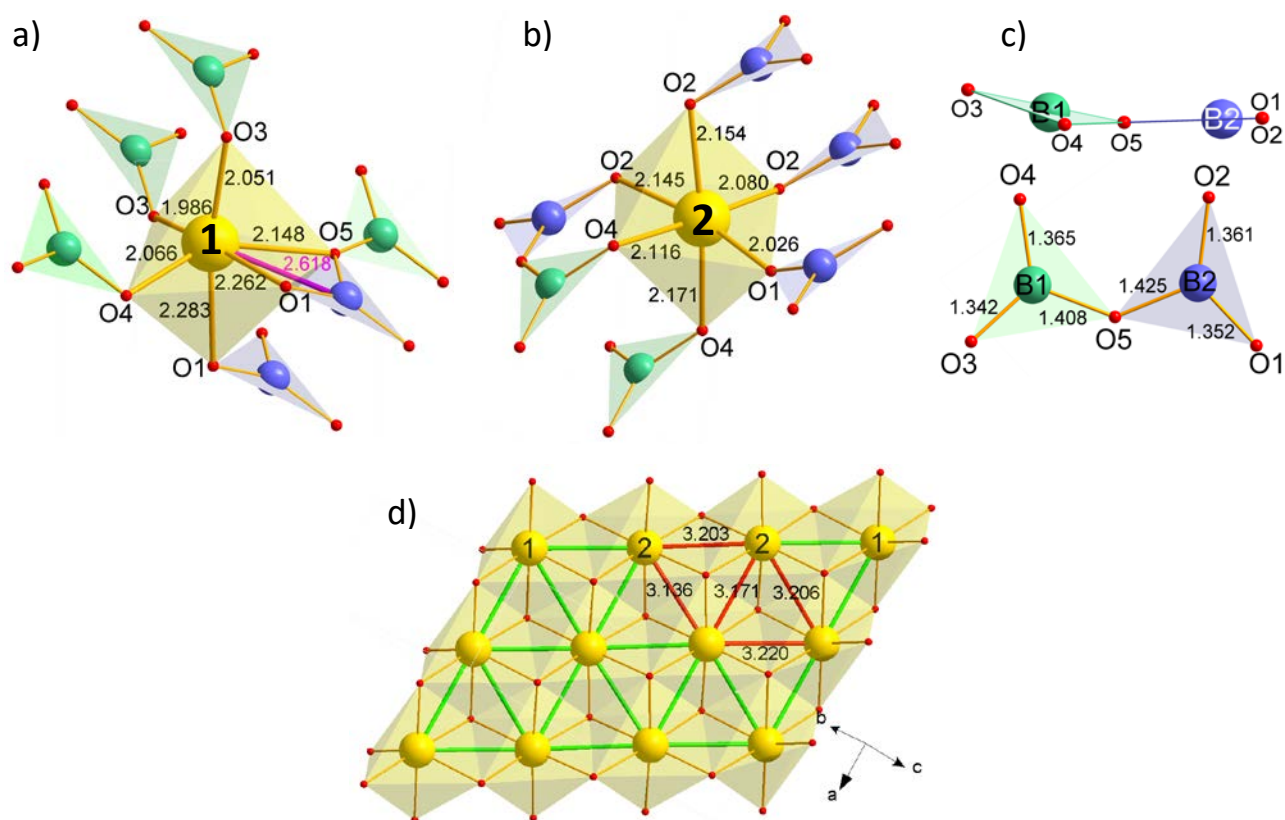 a)
O3
2.051
O3
1.986
1
2.148
O5
2.066
2.618
2.262
O1
O4
2.283
O1
b)
O2
2.154
O2
2.145
2.080
O2
2
O4
2.116
2.026
O1
2.171
O4
c)
O3
B1
O4
O5
B2
O1
O2
O4
O2
1.365
1.361
B1
1.425
B2
1.342
1.408
1.352
O3
O5
O1
d)
1
2
3.203
2
1
3.136
3.171
3.206
3.220
b
c
a